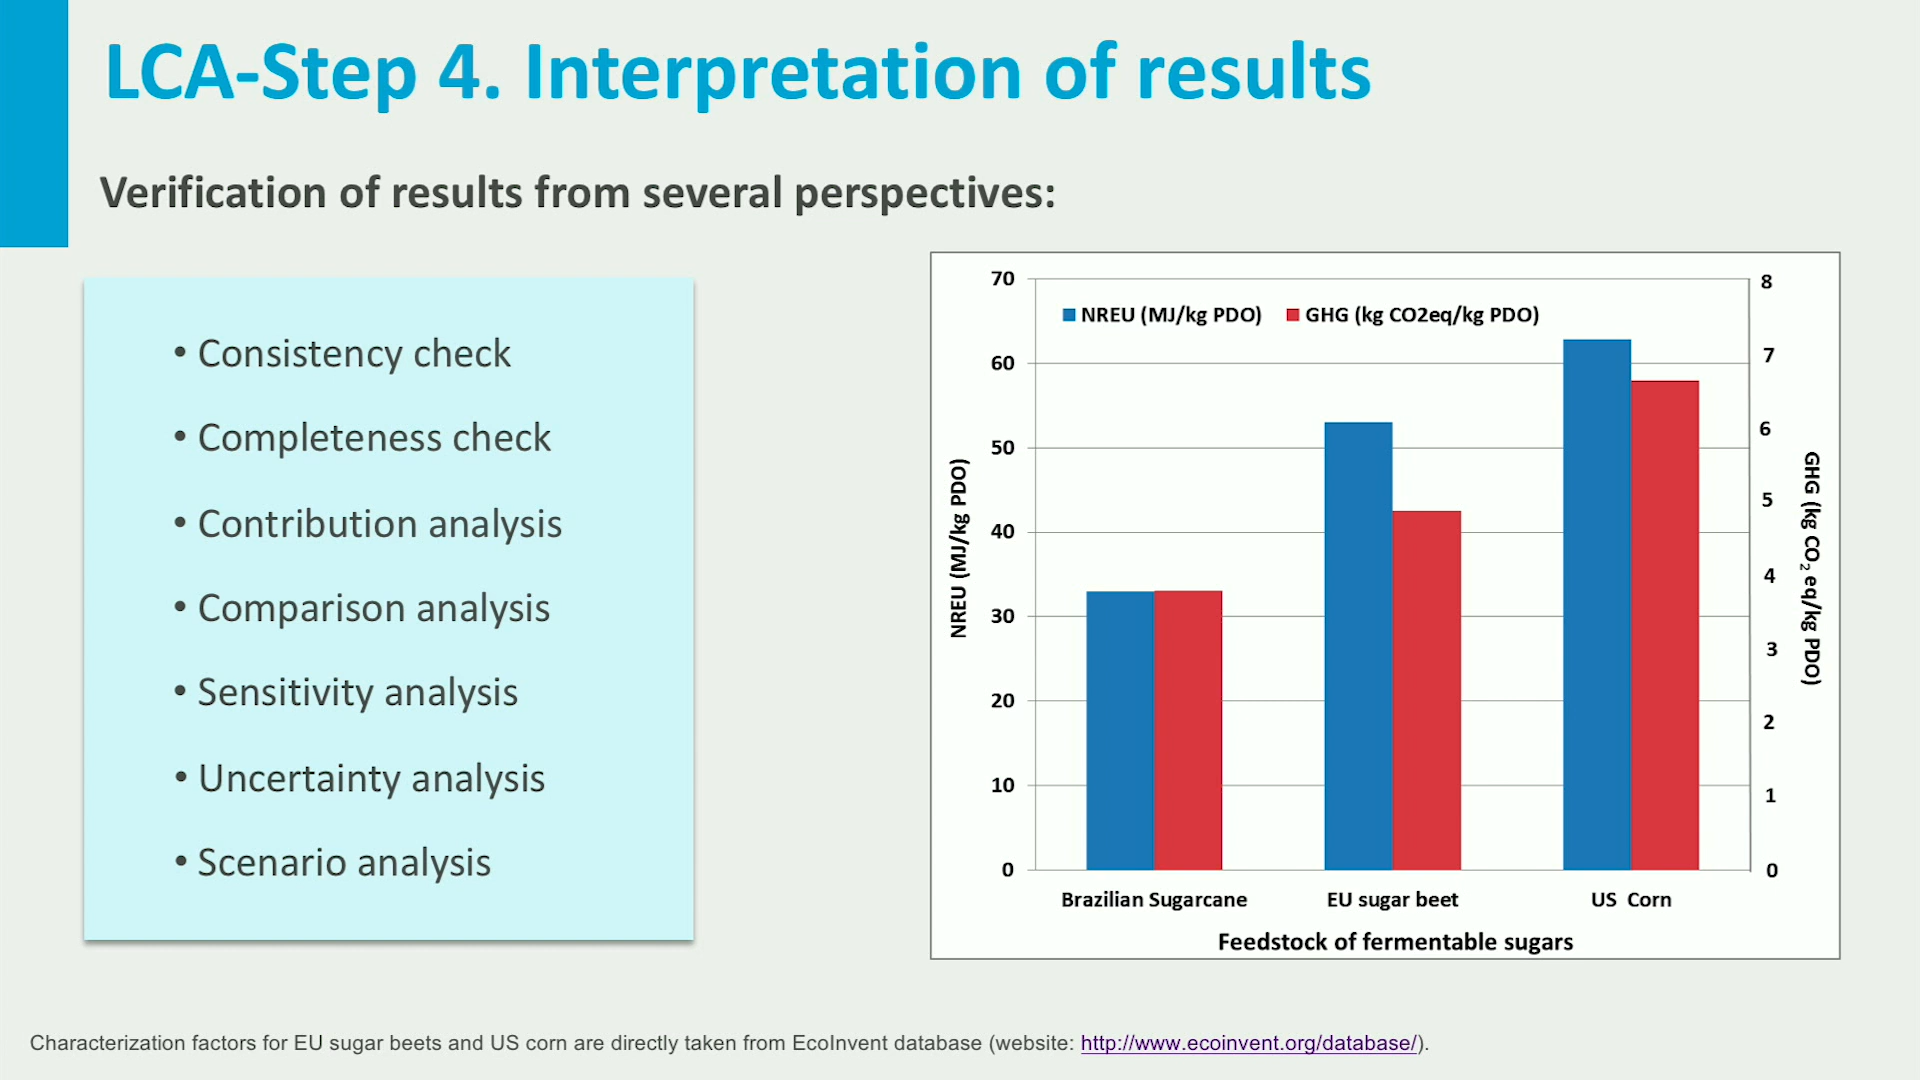 LCA-Step 4. Interpretation of results
Verification of results from several perspectives:
• Consistency check
• Completeness check
• Contribution analysis
• Comparison analysis
• Sensitivity analysis
• Uncertainty analysis
• Scenario analysis
NREU (MJ/kg PDO) GHG (kg CO2eq/kg PDO)
70
60
50
40
30
20
10
0
NREU (MJ/kg PDO)
8
7
6
5
4
3
2
1
0
GHG (kg CO₂ eq/kg PDO)
Brazilian Sugarcane EU sugar beet US Corn
Feedstock of fermentable sugars
Characterization factors for EU sugar beets and US corn are directly taken from EcoInvent database (website: http://www.ecoinvent.org/database/).